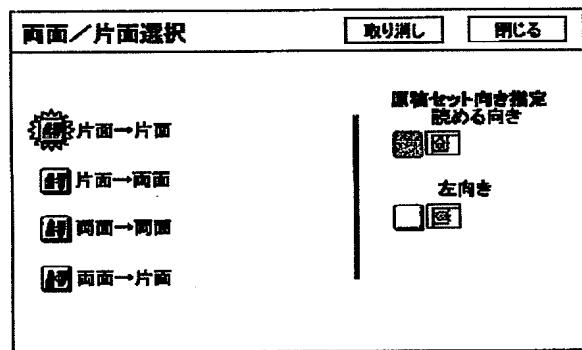 両面／片面選択
取り消し
閉じる
片面→片面
片面→両面
両面→両面
両面→片面
原稿セット向き指定
読める向き
左向き